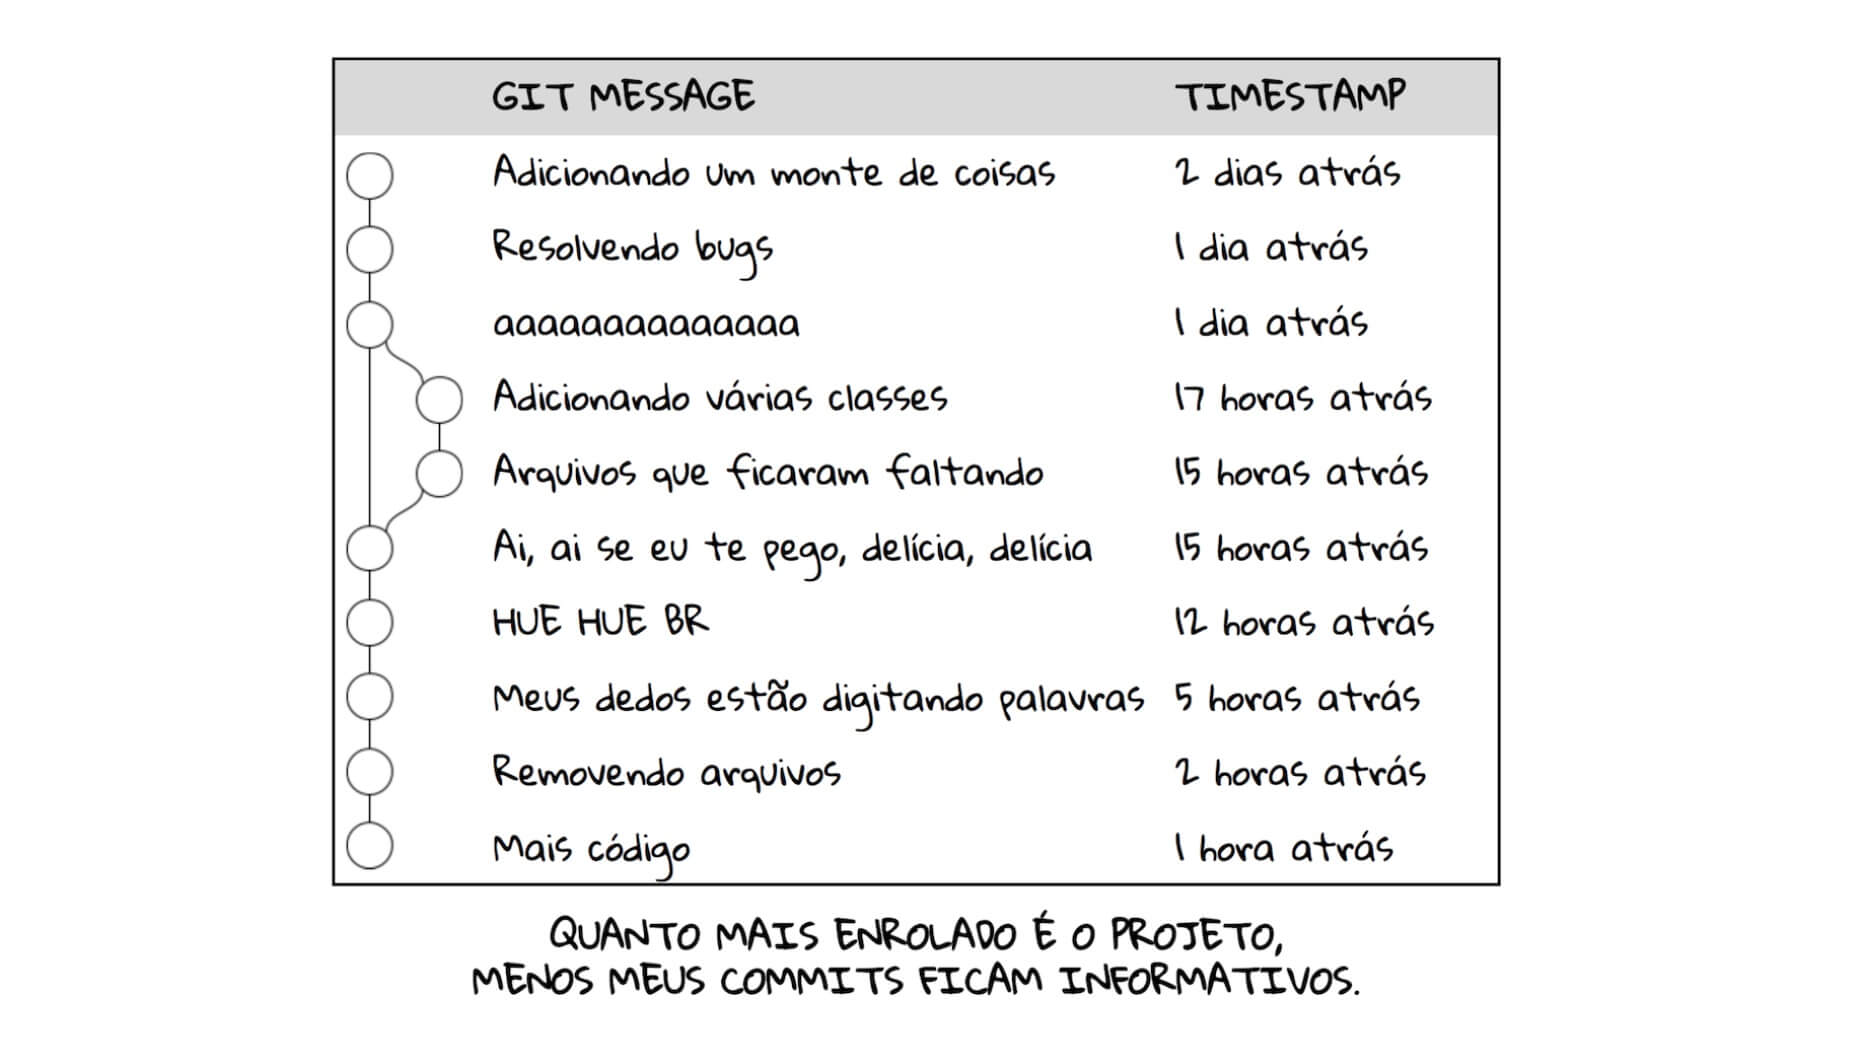 GIT MESSAGE TIMESTAMP
Adicionando um monte de coisas 2 dias atrás
Resolvendo bugs 1 dia atrás
aaaaaaaaaaaaaa 1 dia atrás
Adicionando várias classes 17 horas atrás
Arquivos que ficaram faltando 15 horas atrás
Ai, ai se eu te pego, delícia, delícia 15 horas atrás
HUE HUE BR 12 horas atrás
Meus dedos estão digitando palavras 5 horas atrás
Removendo arquivos 2 horas atrás
Mais código 1 hora atrás
QUANTO MAIS ENROLADO É O PROJETO,
MENOS MEUS COMMITS FICAM INFORMATIVOS.